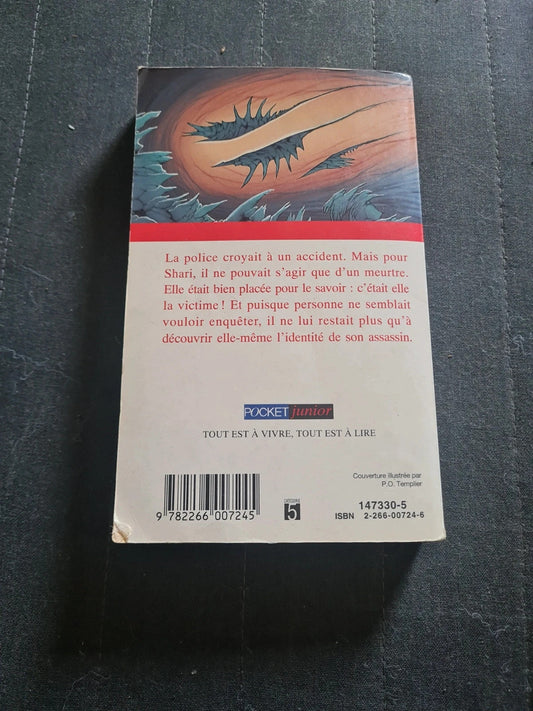 La police croyait à un accident. Mais pour
Shari, il ne pouvait s'agir que d'un meurtre.
Elle était bien placée pour le savoir : c'était elle
la victime ! Et puisque personne ne semblait
vouloir enquêter, il ne lui restait plus qu'à
découvrir elle-même l'identité de son assassin.
POCKET junior
TOUT EST À VIVRE, TOUT EST À LIRE
Couverture illustrée par
P.O. Templier
CATÉGORIE
5
147330-5
ISBN 2-266-00724-6
9 782266 007245